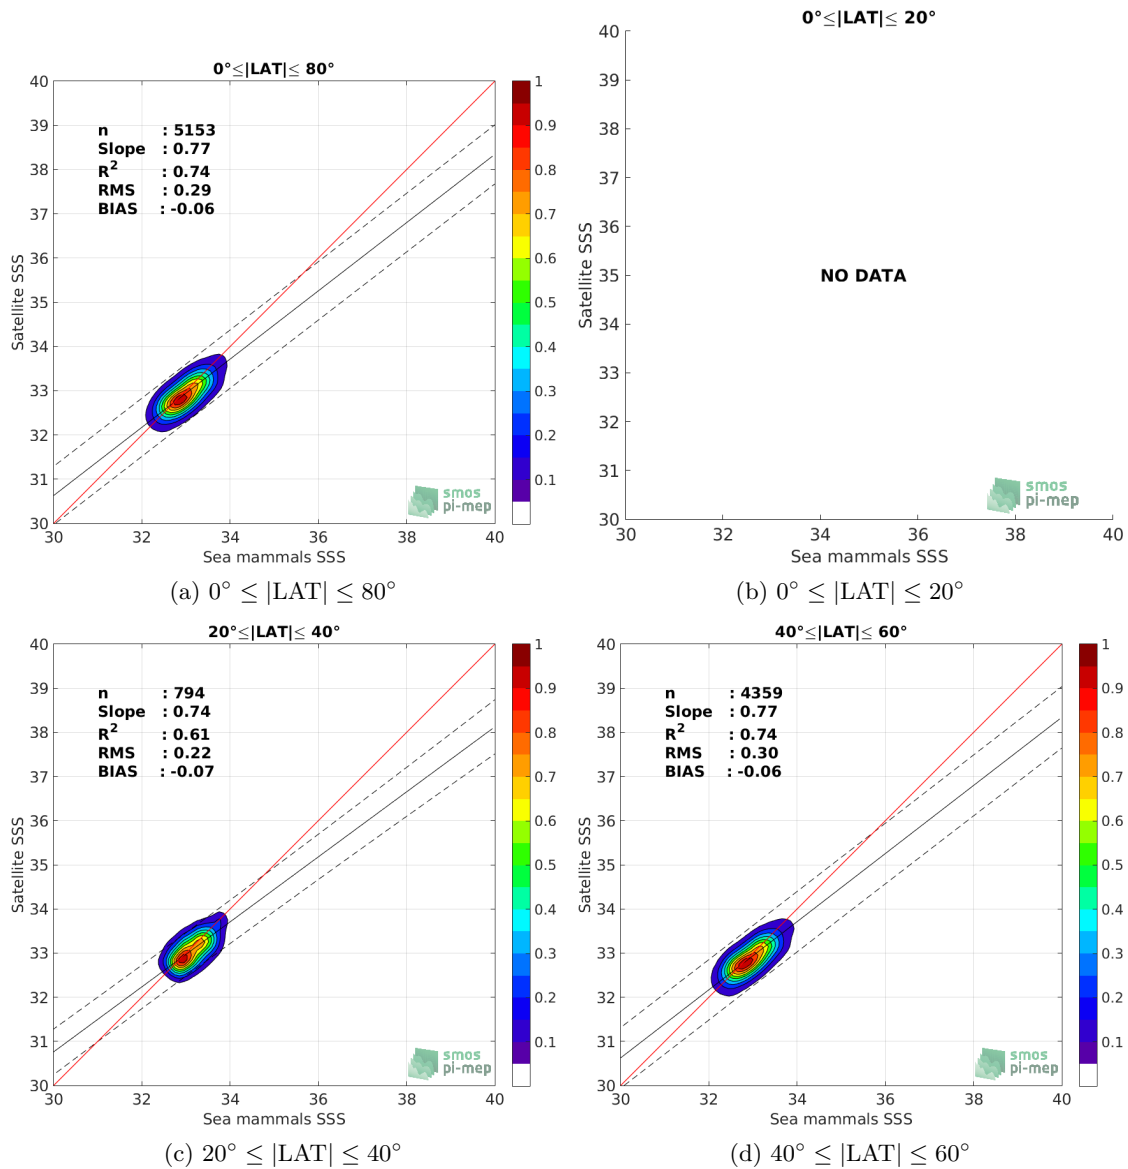 0°≤|LAT|≤ 80°
40
39
38
37
36
35
34
33
32
31
30
Satellite SSS
n : 5153
Slope : 0.77
R2 : 0.74
RMS : 0.29
BIAS : -0.06
smos
pi-mep
30 32 34 36 38 40
Sea mammals SSS
1
0.9
0.8
0.7
0.6
0.5
0.4
0.3
0.2
0.1
(a) 0° ≤ |LAT| ≤ 80°
0°≤|LAT|≤ 20°
40
39
38
37
36
35
34
33
32
31
30
Satellite SSS
NO DATA
smos
pi-mep
30 32 34 36 38 40
Sea mammals SSS
(b) 0° ≤ |LAT| ≤ 20°
20°≤|LAT|≤ 40°
40
39
38
37
36
35
34
33
32
31
30
Satellite SSS
n : 794
Slope : 0.74
R2 : 0.61
RMS : 0.22
BIAS : -0.07
smos
pi-mep
30 32 34 36 38 40
Sea mammals SSS
1
0.9
0.8
0.7
0.6
0.5
0.4
0.3
0.2
0.1
(c) 20° ≤ |LAT| ≤ 40°
40°≤|LAT|≤ 60°
40
39
38
37
36
35
34
33
32
31
30
Satellite SSS
n : 4359
Slope : 0.77
R2 : 0.74
RMS : 0.30
BIAS : -0.06
smos
pi-mep
30 32 34 36 38 40
Sea mammals SSS
1
0.9
0.8
0.7
0.6
0.5
0.4
0.3
0.2
0.1
(d) 40° ≤ |LAT| ≤ 60°